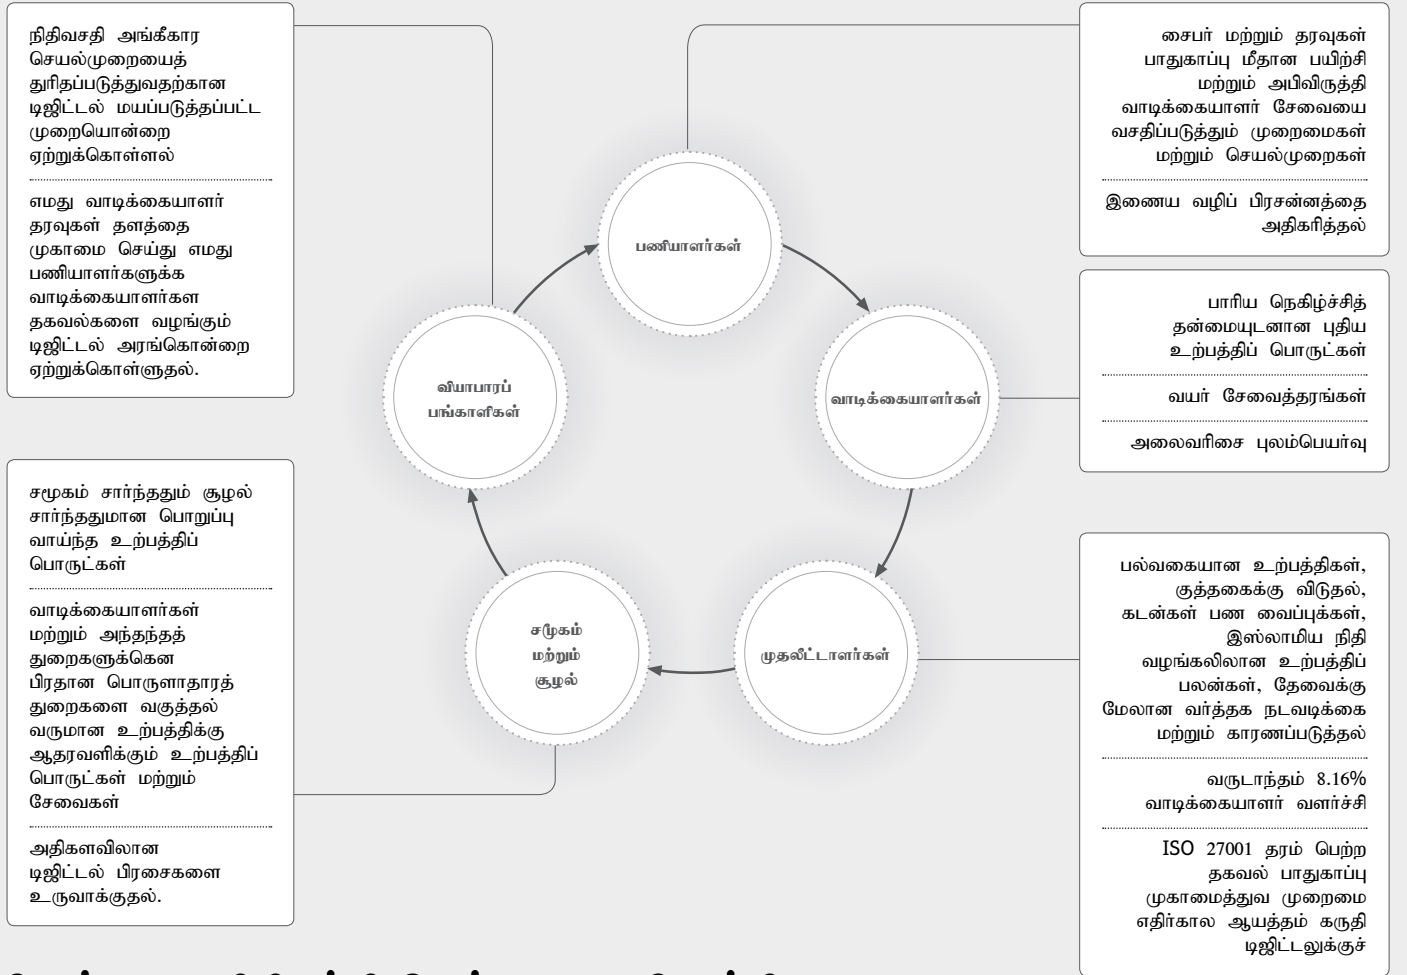 நிதிவசதி அங்கீகார
செயல்முறையைத்
துரிதப்படுத்துவதற்கான
டிஜிட்டல் மயப்படுத்தப்பட்ட
முறையொன்றை
ஏற்றுக்கொள்ளல்
எமது வாடிக்கையாளர்
தரவுகள் தளத்தை
முகாமை செய்து எமது
பணியாளர்களுக்க
வாடிக்கையாளர்கள
தகவல்களை வழங்கும்
டிஜிட்டல் அரங்கொன்றை
ஏற்றுக்கொள்ளுதல்.
சைபர் மற்றும் தரவுகள்
பாதுகாப்பு மீதான பயிற்சி
மற்றும் அபிவிருத்தி
வாடிக்கையாளர் சேவையை
வசதிப்படுத்தும் முறைமைகள்
மற்றும் செயல்முறைகள்
இணைய வழிப் பிரசன்னத்தை
அதிகரித்தல்
பணியாளர்கள்
பாரிய நெகிழ்ச்சித்
தன்மையுடனான புதிய
உற்பத்திப் பொருட்கள்
வயர் சேவைத்தரங்கள்
அலைவரிசை புலம்பெயர்வு
வியாபாரப்
பங்காளிகள்
வாடிக்கையாளர்கள்
சமூகம் சார்ந்ததும் சூழல்
சார்ந்ததுமான பொறுப்பு
வாய்ந்த உற்பத்திப்
பொருட்கள்
வாடிக்கையாளர்கள்
மற்றும் அந்தந்தத்
துறைகளுக்கென
பிரதான பொருளாதாரத்
துறைகளை வகுத்தல்
வருமான உற்பத்திக்கு
ஆதரவளிக்கும் உற்பத்திப்
பொருட்கள் மற்றும்
சேவைகள்
அதிகளவிலான
டிஜிட்டல் பிரசைகளை
உருவாக்குதல்.
சமூகம்
மற்றும்
சூழல்
முதலீட்டாளர்கள்
பல்வகையான உற்பத்திகள்,
குத்தகைக்கு விடுதல்,
கடன்கள் பண வைப்புக்கள்,
இஸ்லாமிய நிதி
வழங்கலிலான உற்பத்திப்
பலன்கள், தேவைக்கு
மேலான வர்த்தக நடவடிக்கை
மற்றும் காரணப்படுத்தல்
வருடாந்தம் 8.16%
வாடிக்கையாளர் வளர்ச்சி
ISO 27001 தரம் பெற்ற
தகவல் பாதுகாப்பு
முகாமைத்துவ முறைமை
எதிர்கால ஆயத்தம் கருதி
டிஜிட்டலுக்குச்